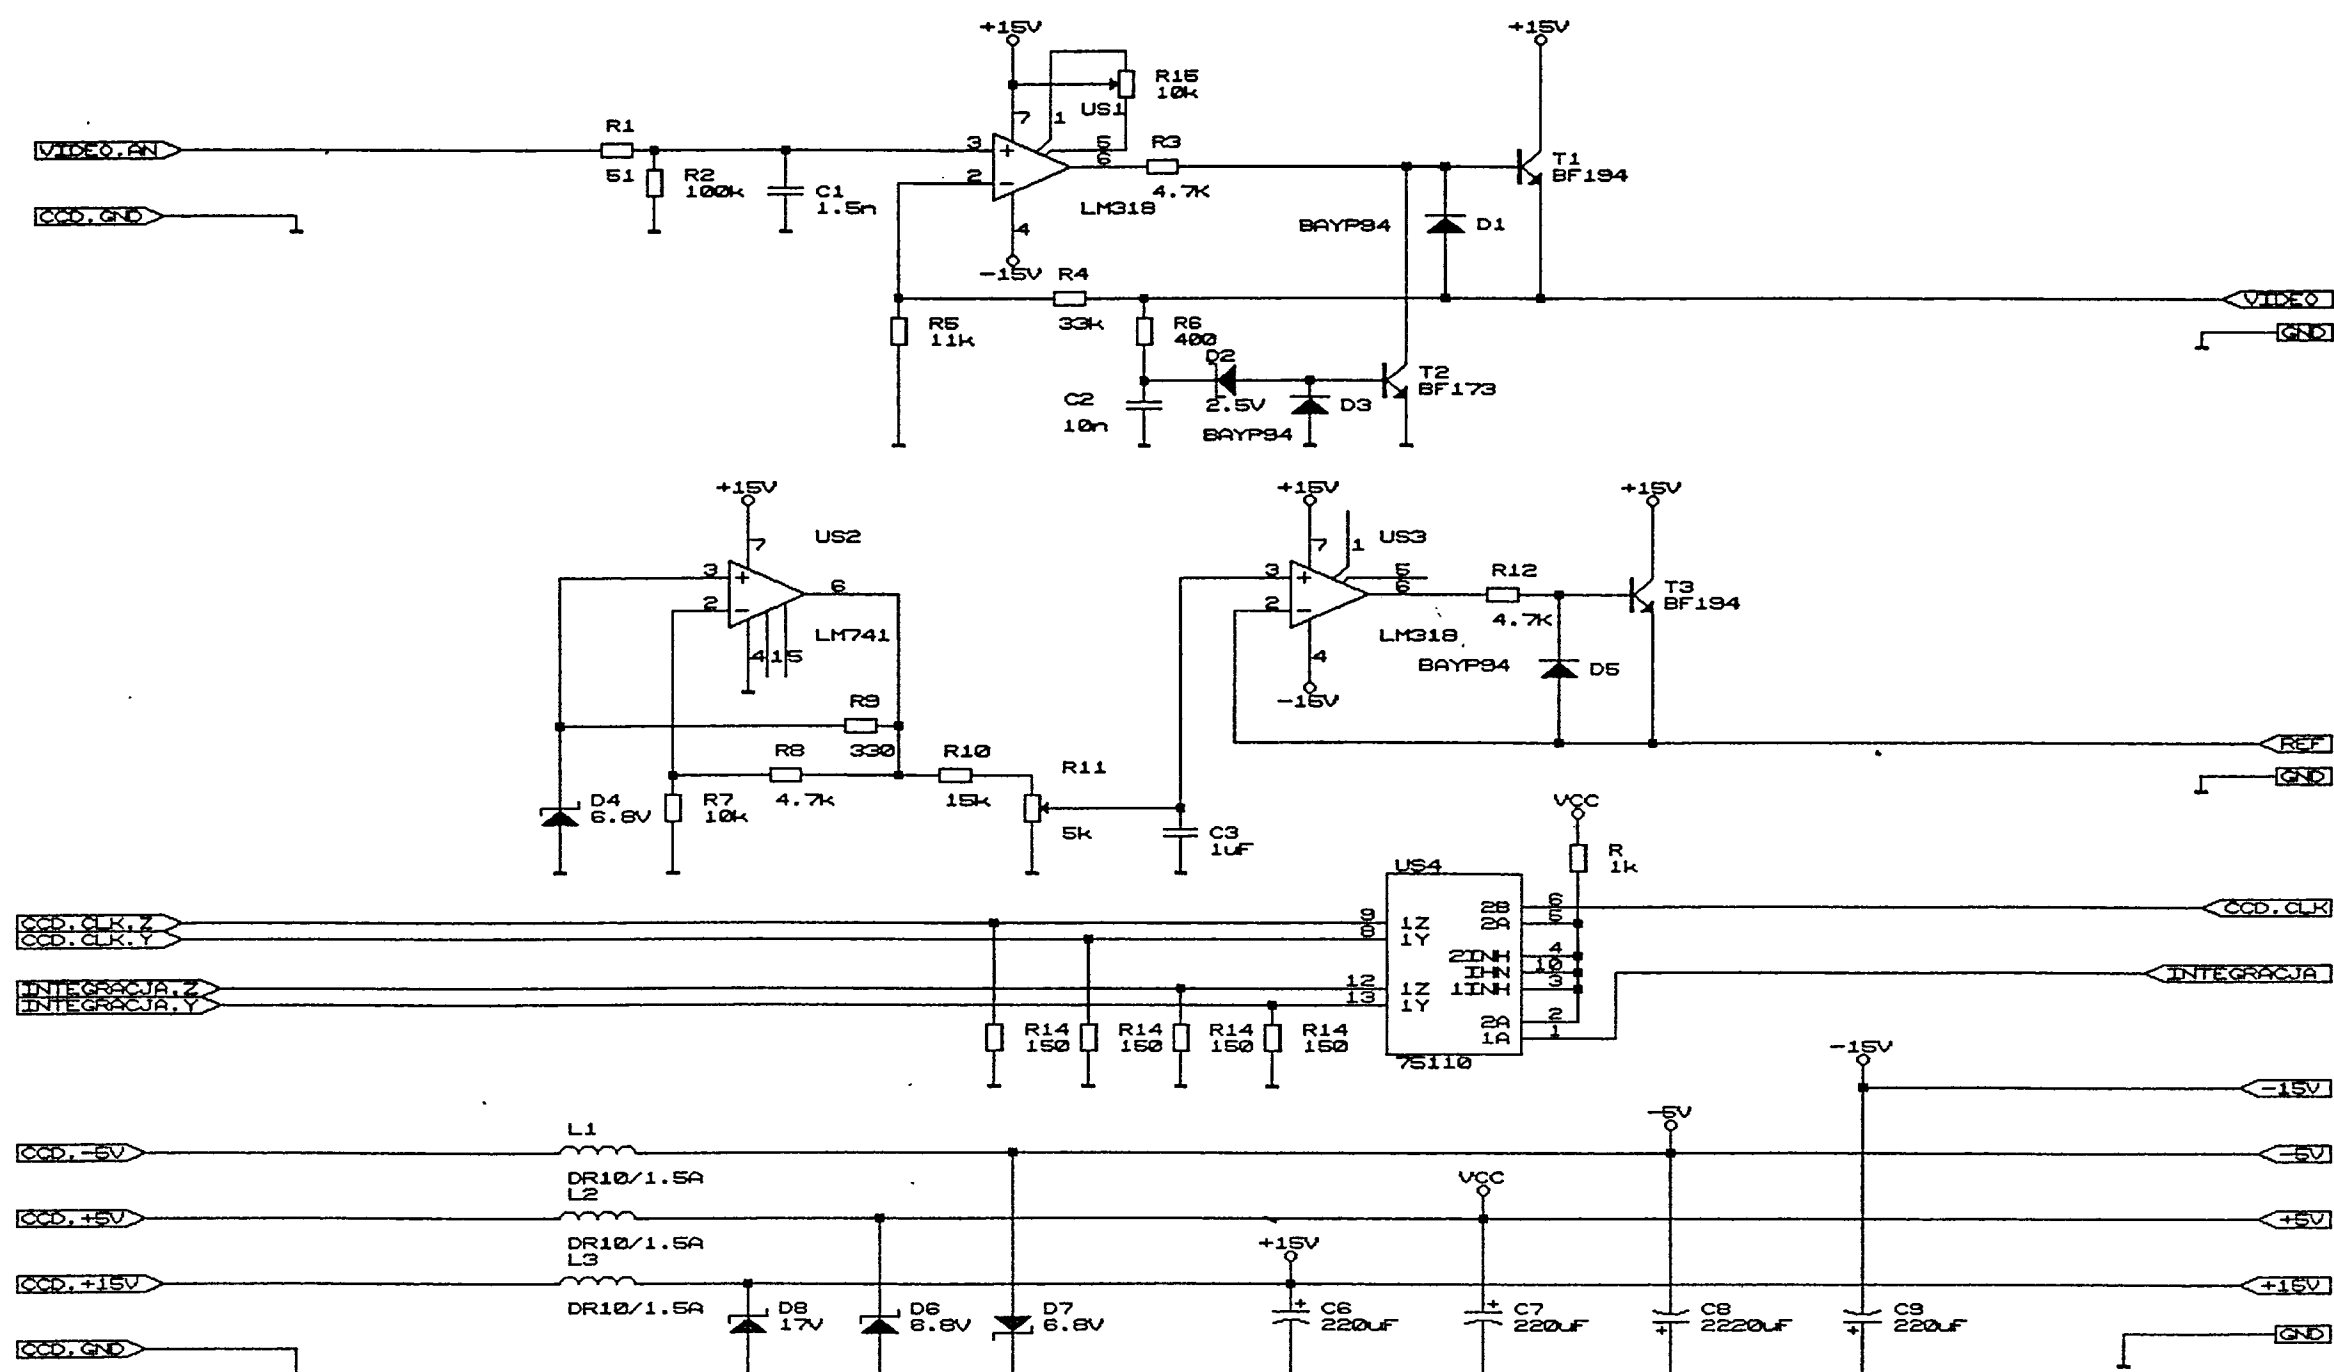 +15V
+15V
R15
10k
US1
7
1
VIDEO.AN
R1
51
R2
100k
C1
1.5n
3
2
+
-
5
6
R3
4.7K
LM318
4
-15V
T1
BF194
BAYP94
D1
CCD.GND
R4
33k
VIDEO
GND
R5
11k
R6
400
D2
2.5V
C2
10n
D3
BAYP94
T2
BF173
+15V
US2
7
3
2
+
-
6
LM741
4
1
5
+15V
US3
7
1
3
2
+
-
5
6
LM318
4
-15V
R12
4.7K
+15V
T3
BF194
BAYP94
D5
REF
GND
R9
330
R8
4.7K
R10
15k
R11
5k
D4
6.8V
R7
10k
C3
1uF
VCC
R
1k
US4
CCD.CLK.Z
CCD.CLK.Y
9
8
1Z
1Y
2B
2A
6
5
CCD.CLK
2INH
IHN
1INH
4
10
3
INTEGRACJA
INTEGRACJA.Z
INTEGRACJA.Y
12
13
1Z
1Y
2A
1A
2
1
75110
R14
150
R14
150
R14
150
R14
150
-15V
-15V
CCD.-5V
L1
DR10/1.5A
-5V
-5V
CCD.+5V
L2
DR10/1.5A
VCC
+5V
CCD.+15V
L3
DR10/1.5A
+15V
+15V
D8
17V
D6
6.8V
D7
6.8V
+
C6
220uF
+
C7
220uF
+
C8
2220uF
+
C9
220uF
CCD.GND
GND